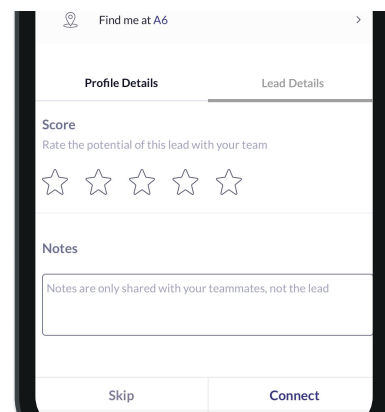 Find me at A6
Profile Details
Lead Details
Score
Rate the potential of this lead with your team
Notes
Notes are only shared with your teammates, not the lead
Skip
Connect